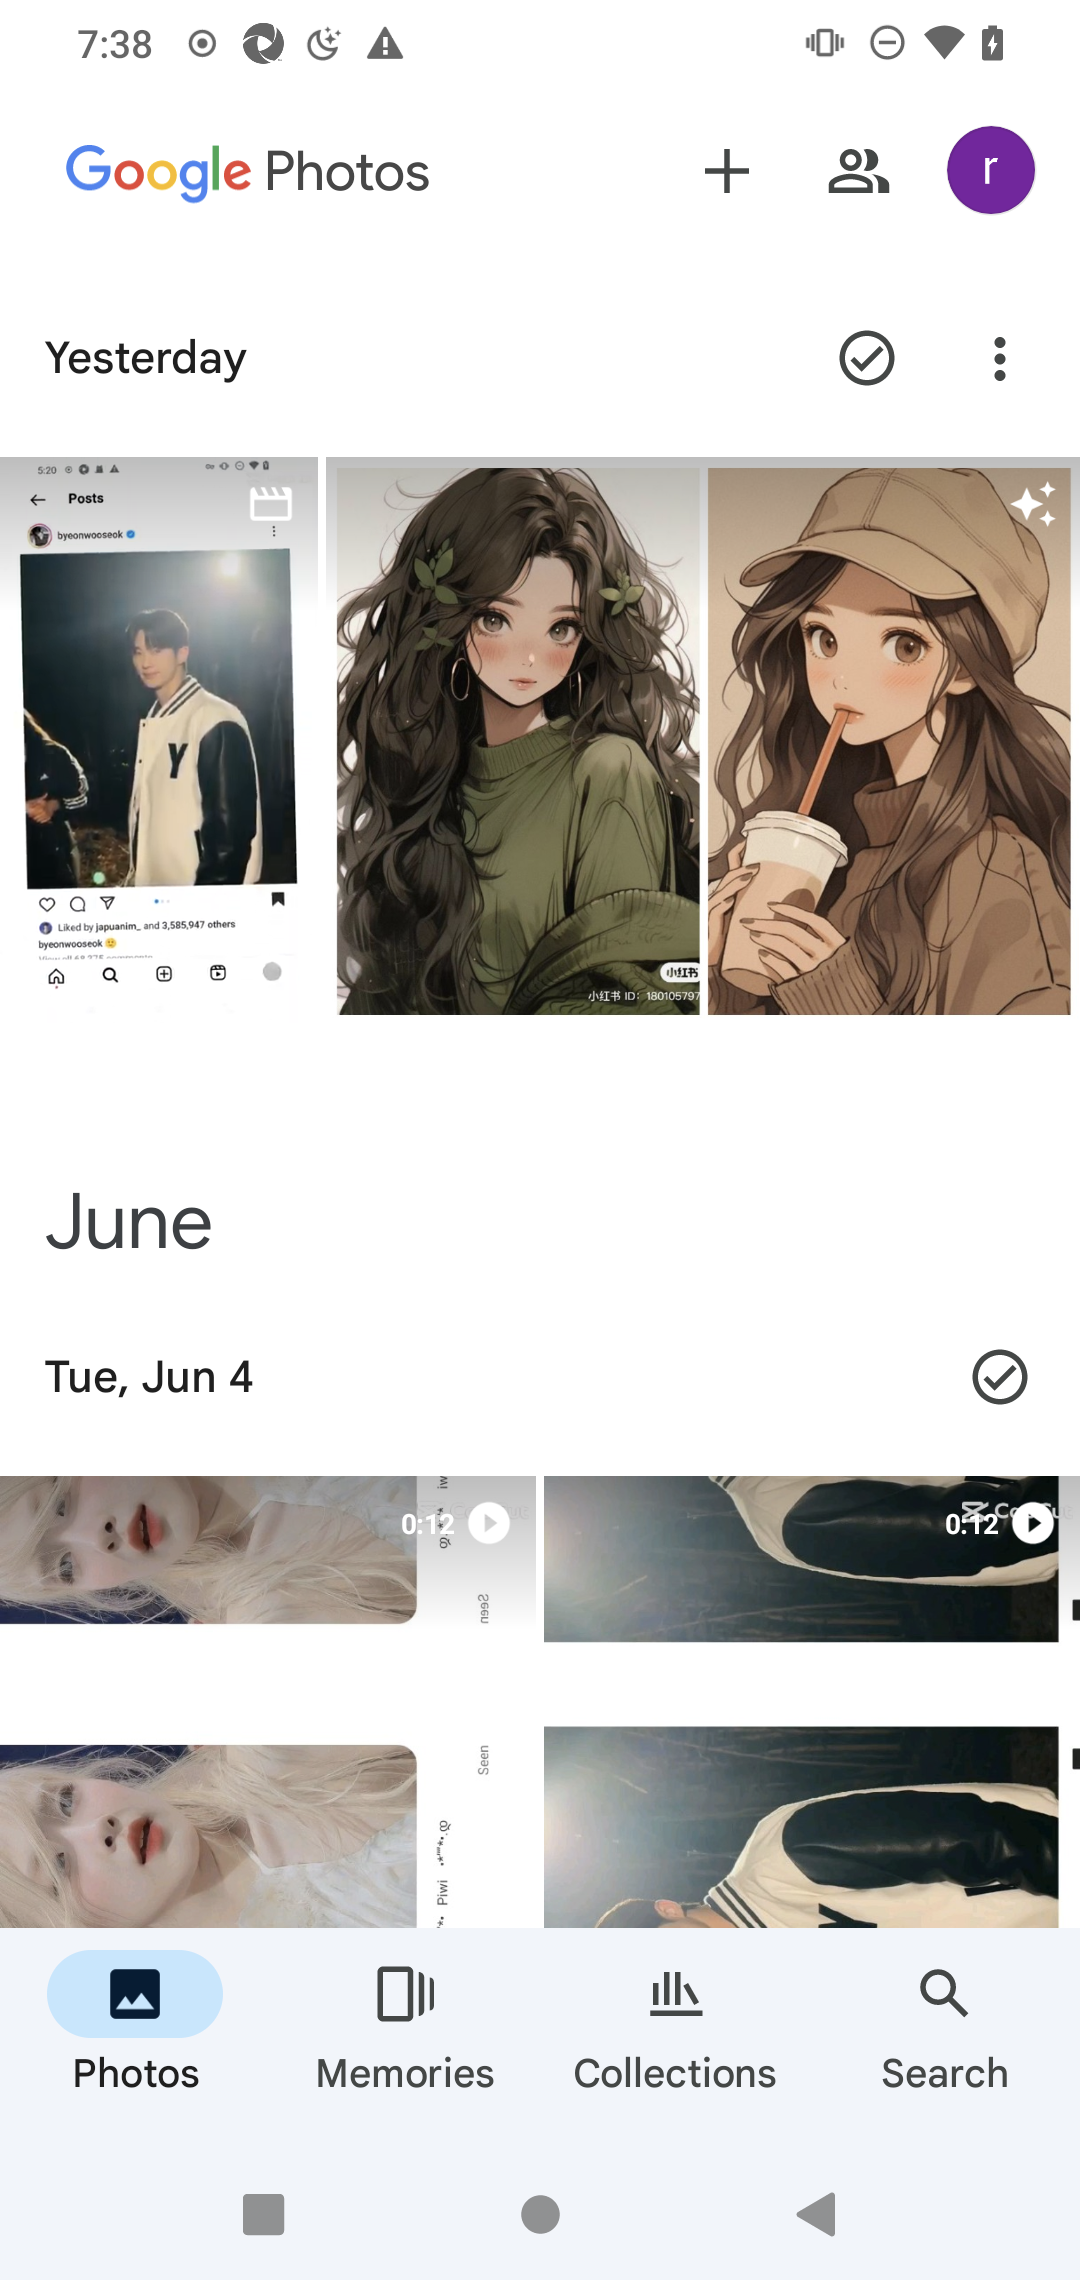 7:38
Google Photos
r
Yesterday
5:20
Posts
byeonwooseok
Liked by japuanim_ and 3,585,947 others
byeonwooseok 🙂
Y
小红书
小红书 ID: 180105797
June
Tue, Jun 4
0:12
Seen
Seen
Piwi
0:12
Photos
Memories
Collections
Search